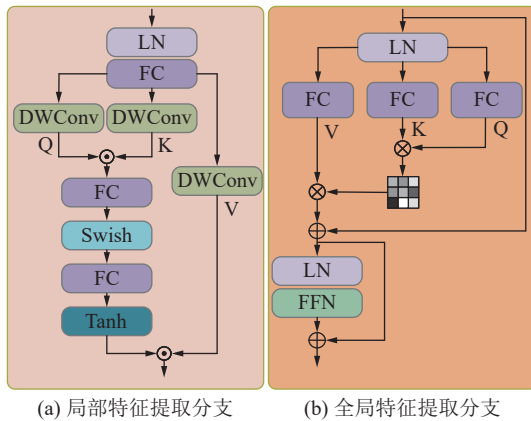 LN
FC
DWConv DWConv
Q K
DWConv
V
FC
Swish
FC
Tanh
(a) 局部特征提取分支
LN
FC FC FC
V K Q
LN
FFN
(b) 全局特征提取分支